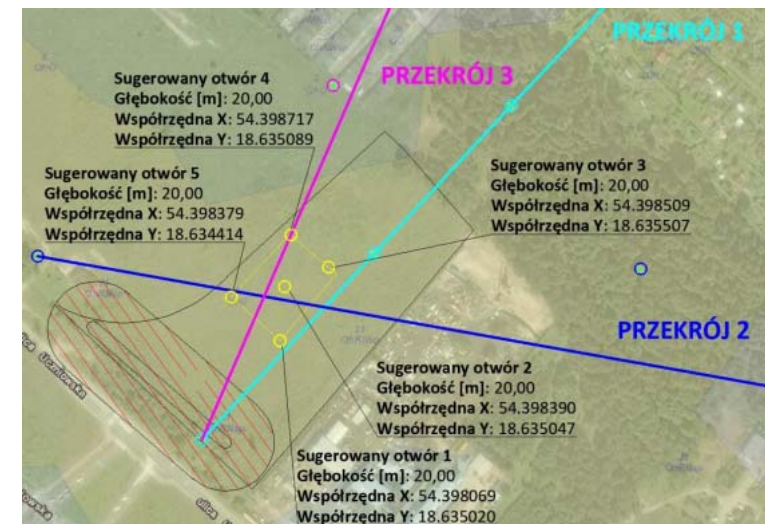 PRZEKRÓJ 1
PRZEKRÓJ 3
Sugerowany otwór 4
Głębokość [m]: 20,00
Współrzędna X: 54.398717
Współrzędna Y: 18.635089
Sugerowany otwór 5
Głębokość [m]: 20,00
Współrzędna X: 54.398379
Współrzędna Y: 18.634414
Sugerowany otwór 3
Głębokość [m]: 20,00
Współrzędna X: 54.398509
Współrzędna Y: 18.635507
PRZEKRÓJ 2
Uczniowska
Sugerowany otwór 2
Głębokość [m]: 20,00
Współrzędna X: 54.398390
Współrzędna Y: 18.635047
Sugerowany otwór 1
Głębokość [m]: 20,00
Współrzędna X: 54.398069
Współrzędna Y: 18.635020
ulica